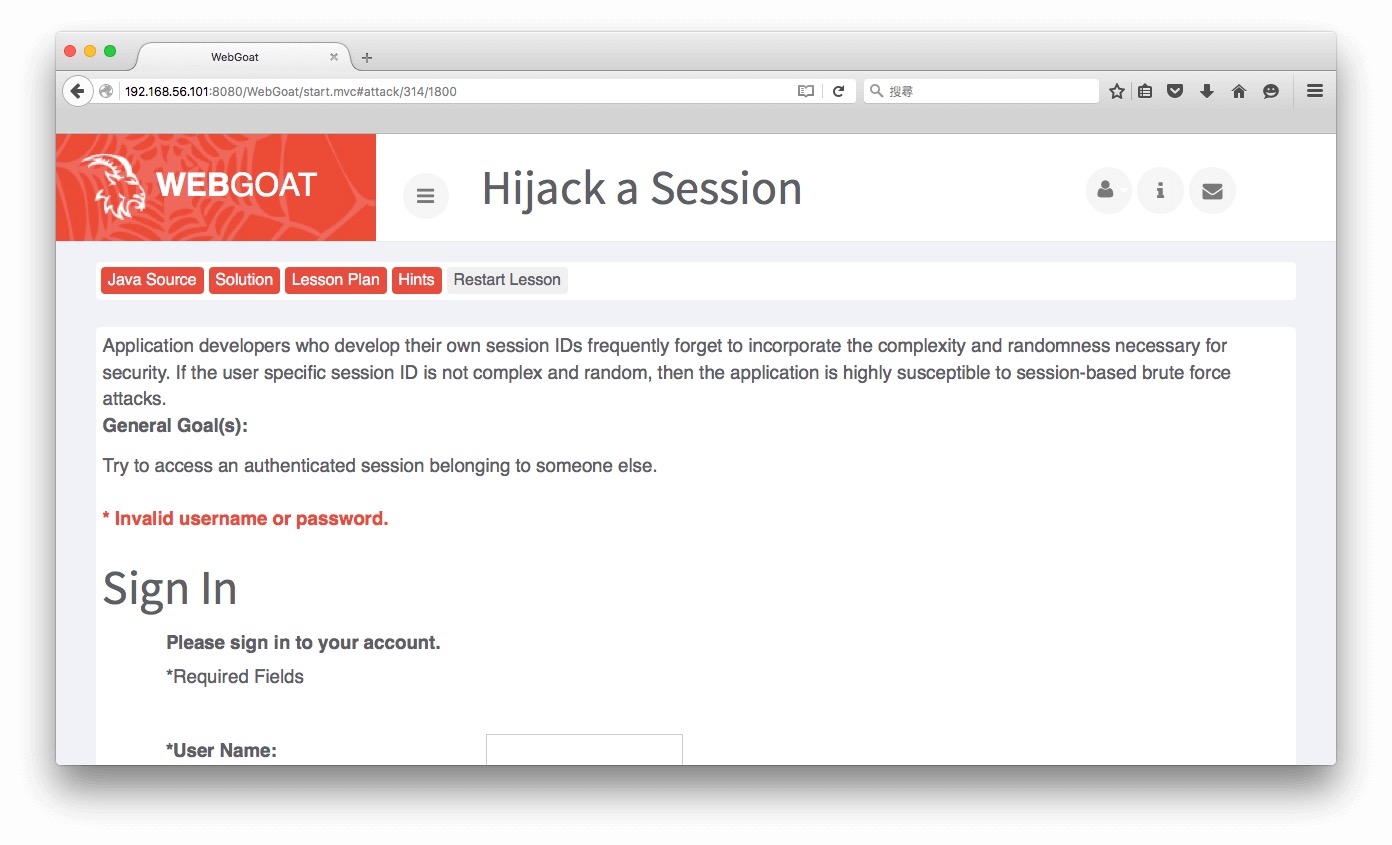 WebGoat
192.168.56.101:8080/WebGoat/start.mvc#attack/314/1800
搜尋
WEBGOAT
Hijack a Session
Java Source Solution Lesson Plan Hints Restart Lesson
Application developers who develop their own session IDs frequently forget to incorporate the complexity and randomness necessary for
security. If the user specific session ID is not complex and random, then the application is highly susceptible to session-based brute force
attacks.
General Goal(s):
Try to access an authenticated session belonging to someone else.
* Invalid username or password.
Sign In
Please sign in to your account.
*Required Fields
*User Name: